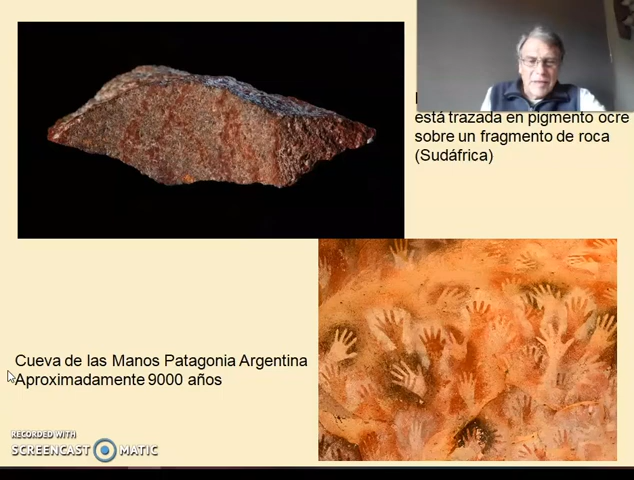 está trazada en pigmento ocre
sobre un fragmento de roca
(Sudáfrica)
Cueva de las Manos Patagonia Argentina
Aproximadamente 9000 años
RECORDED WITH
SCREENCAST MATIC